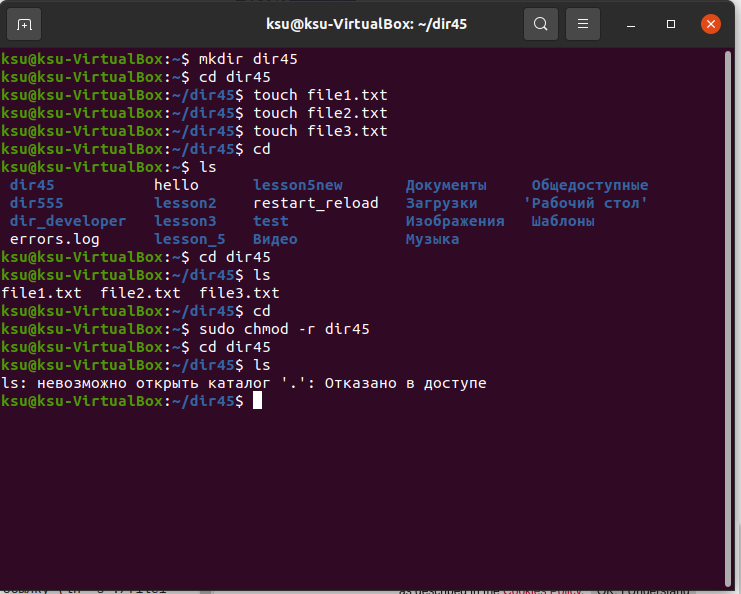 ksu@ksu-VirtualBox: ~/dir45
ksu@ksu-VirtualBox:~$ mkdir dir45
ksu@ksu-VirtualBox:~$ cd dir45
ksu@ksu-VirtualBox:~/dir45$ touch file1.txt
ksu@ksu-VirtualBox:~/dir45$ touch file2.txt
ksu@ksu-VirtualBox:~/dir45$ touch file3.txt
ksu@ksu-VirtualBox:~/dir45$ cd
ksu@ksu-VirtualBox:~$ ls
dir45 hello lesson5new Документы Общедоступные
dir555 lesson2 restart_reload Загрузки 'Рабочий стол'
dir_developer lesson3 test Изображения Шаблоны
errors.log lesson_5 Видео Музыка
ksu@ksu-VirtualBox:~$ cd dir45
ksu@ksu-VirtualBox:~/dir45$ ls
file1.txt file2.txt file3.txt
ksu@ksu-VirtualBox:~/dir45$ cd
ksu@ksu-VirtualBox:~$ sudo chmod -r dir45
ksu@ksu-VirtualBox:~$ cd dir45
ksu@ksu-VirtualBox:~/dir45$ ls
ls: невозможно открыть каталог '.': Отказано в доступе
ksu@ksu-VirtualBox:~/dir45$